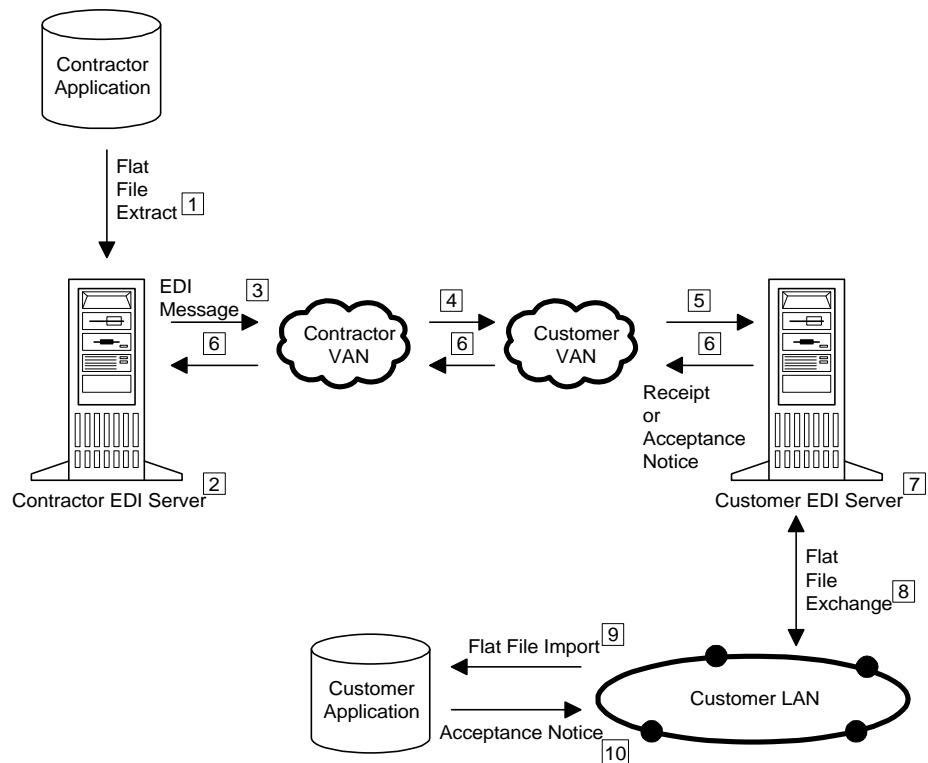 Contractor
Application
Flat
File
Extract 1
EDI
Message 3
6
Contractor
VAN
4
6
Customer
VAN
5
6
Receipt
or
Acceptance
Notice
Contractor EDI Server 2
Customer EDI Server 7
Flat
File
Exchange 8
Flat File Import 9
Customer
Application
Customer LAN
Acceptance Notice 10